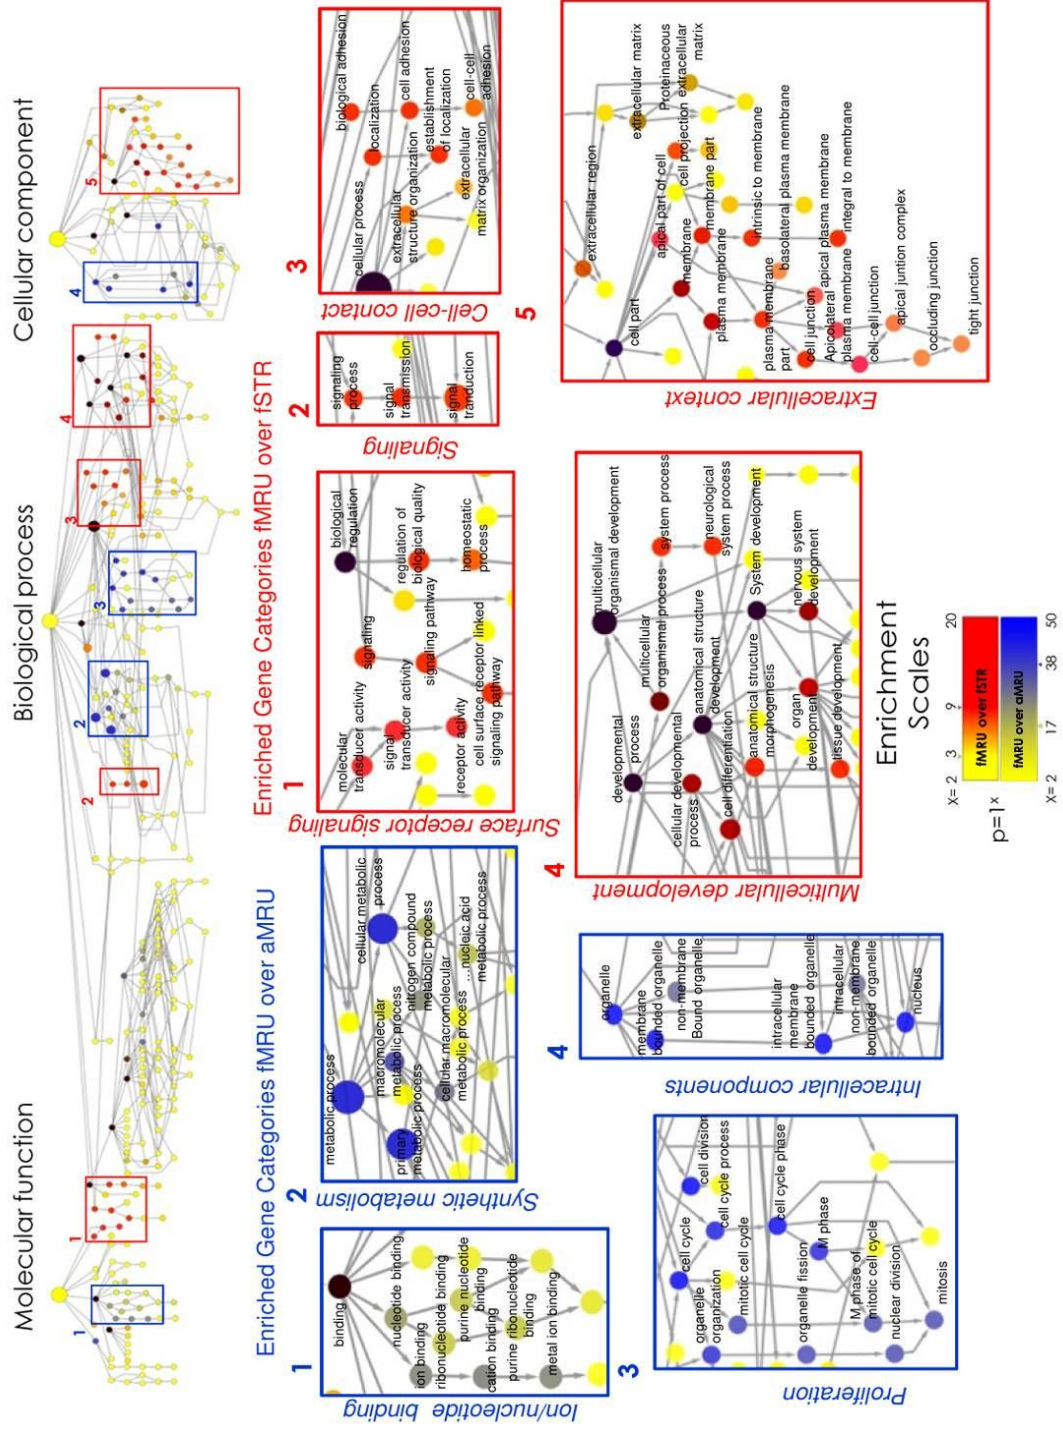 Molecular function
Biological process
Cellular component
1
1
2
2
3
3
4
4
5
Enriched Gene Categories fMRU over aMRU
Enriched Gene Categories fMRU over fSTR
1
Ion/nucleotide binding
binding
nucleotide binding
ion binding
ribonucleotide binding
purine nucleotide
binding
cation binding
purine ribonucleotide
binding
metal ion binding
2
Synthetic metabolism
metabolic process
cellular metabolic
process
macromolecular
metabolic process
nitrogen compound
metabolic process
primary
metabolic process
cellular macromolecular
metabolic process
...nucleic acid
metabolic process
3
Proliferation
cell cycle
cell division
organelle
organization
cell cycle process
mitotic cell cycle
cell cycle phase
organelle fission
M phase
M phase of
mitotic cell cycle
nuclear division
mitosis
4
Intracellular components
organelle
membrane
bounded organelle
non-membrane
Bound organelle
intracellular
membrane
bounded organelle
intracellular
non-membrane
bounded organelle
nucleus
1
Surface receptor signaling
molecular
transducer activity
signaling
biological
regulation
signal
transducer activity
signaling pathway
regulation of
biological quality
receptor activity
cell surface receptor linked
signaling pathway
homeostatic
process
2
Signaling
signaling
process
signal
transmission
signal
tranduction
3
Cell-cell contact
cellular process
localization
biological adhesion
extracellular
structure organization
cell adhesion
establishment
of localization
extracellular
matrix organization
cell-cell
adhesion
4
Multicellular development
developmental
process
multicellular
organismal development
multicellular
organismal process
system process
cellular developmental
process
anatomical structure
development
neurological
system process
cell differentiation
anatomical structure
morphogenesis
System development
organ
development
nervous system
development
tissue development
5
Extracellular context
cell part
extracellular region
extracellular matrix
apical part of cell
cell projection
Proteinaceous
extracellular
matrix
membrane
membrane part
plasma membrane
intrinsic to membrane
plasma membrane
part
basolateral plasma membrane
cell junction
apical plasma membrane
Apicolateral
plasma membrane
integral to membrane
cell-cell junction
apical juntion complex
occluding junction
tight junction
Enrichment
Scales
X= 2 3 9 20
p=1ˣ
fMRU over fSTR
fMRU over aMRU
X= 2 17 38 50